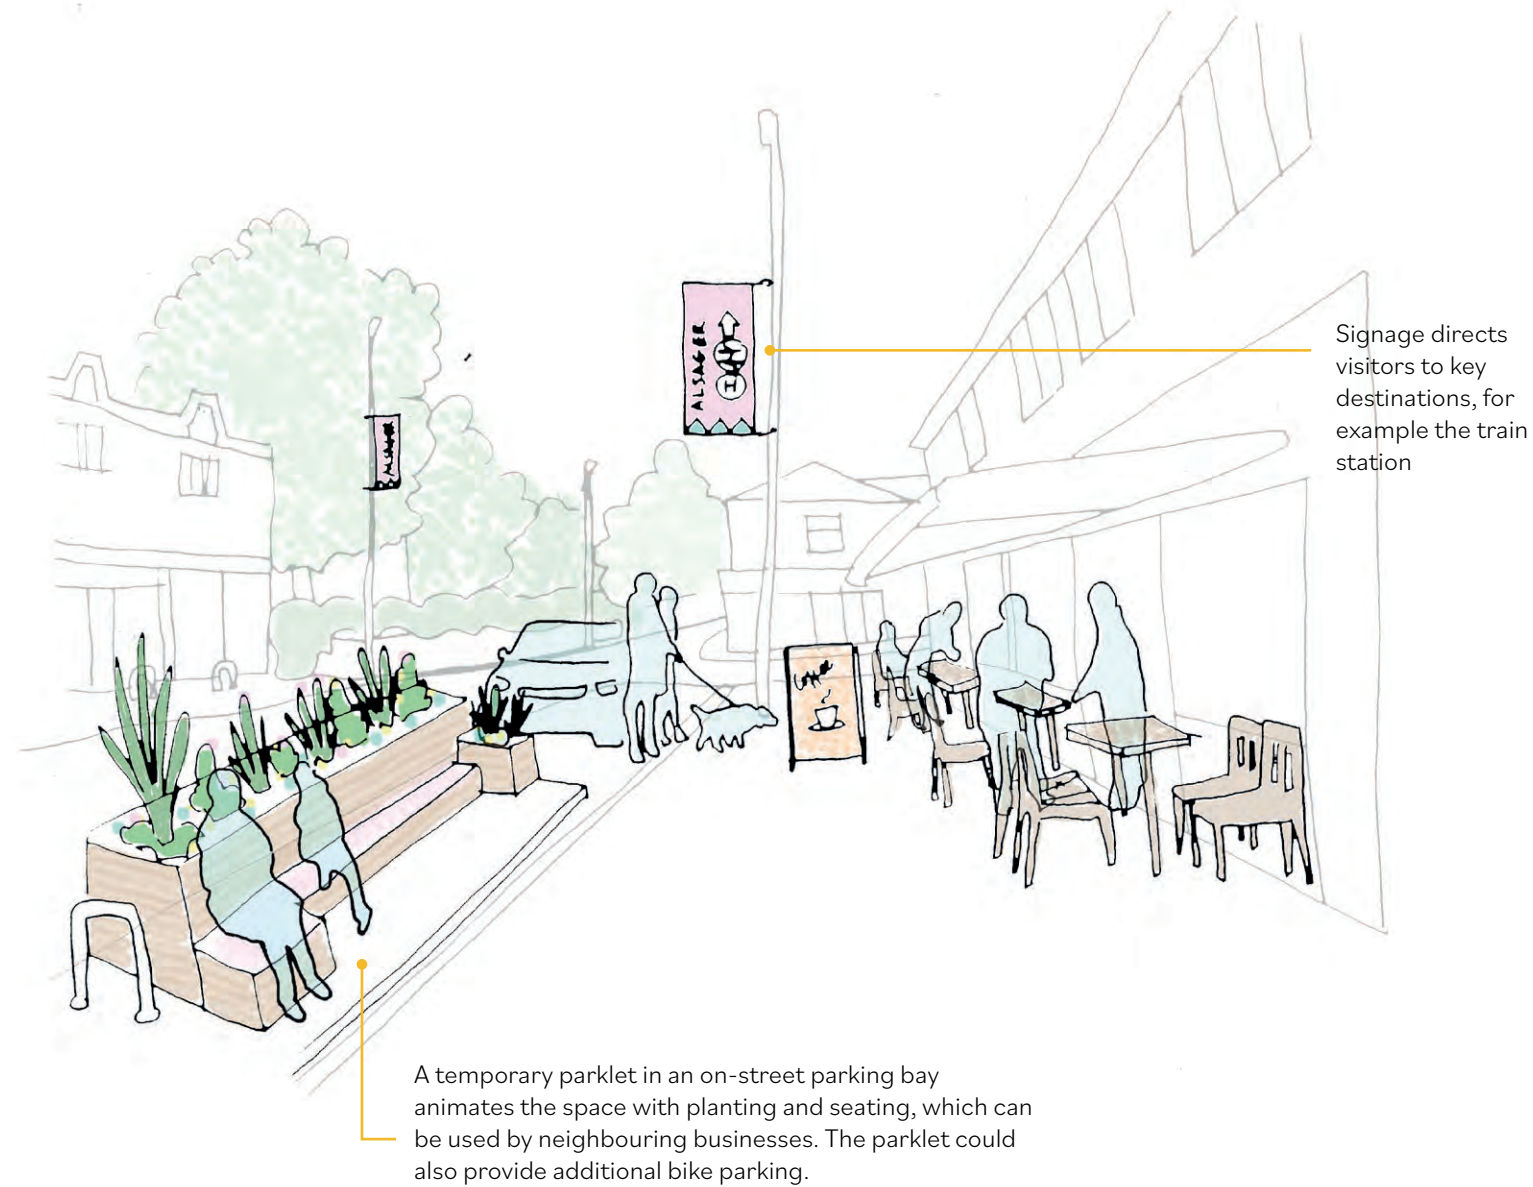 ALSAGER
ALSAGER
Coffee
Signage directs
visitors to key
destinations, for
example the train
station
A temporary parklet in an on-street parking bay
animates the space with planting and seating, which can
be used by neighbouring businesses. The parklet could
also provide additional bike parking.